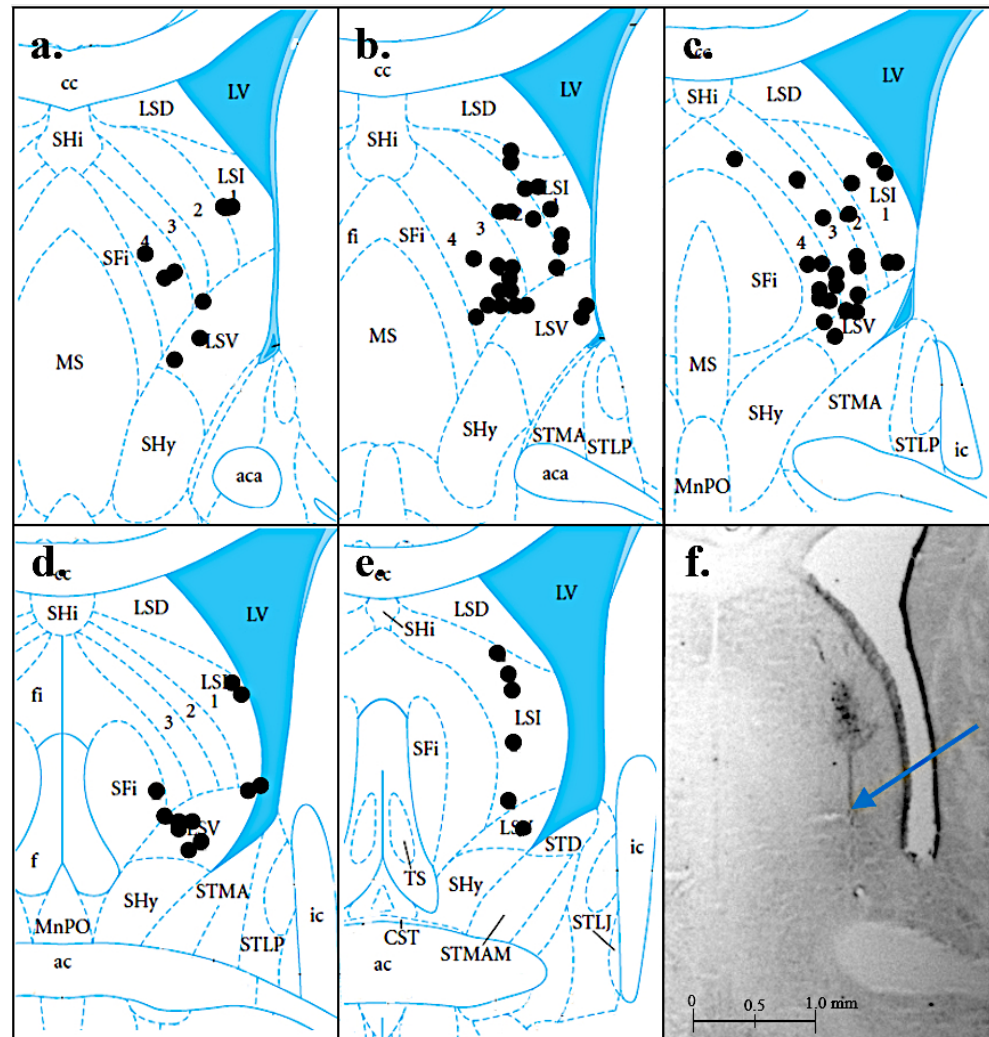 a.
cc
LV
LSD
SHi
LSI
1
2
3
4
SFi
LSV
MS
SHy
aca
b.
cc
LV
LSD
SHi
LSI
2
3
4
fi
SFi
LSV
MS
SHy
STMA
STLP
aca
c.
cc
LV
SHi
LSD
LSI
1
2
3
4
SFi
LSV
MS
STMA
SHy
STLP
ic
MnPO
d.
cc
SHi
LSD
LV
LSI
1
2
3
fi
SFi
LSV
f
SHy
STMA
MnPO
STLP
ic
ac
e.
cc
LSD
LV
SHi
LSI
SFi
LSV
STD
ic
TS
SHy
STLJ
CST
STMAM
ac
f.
0 0.5 1.0 mm